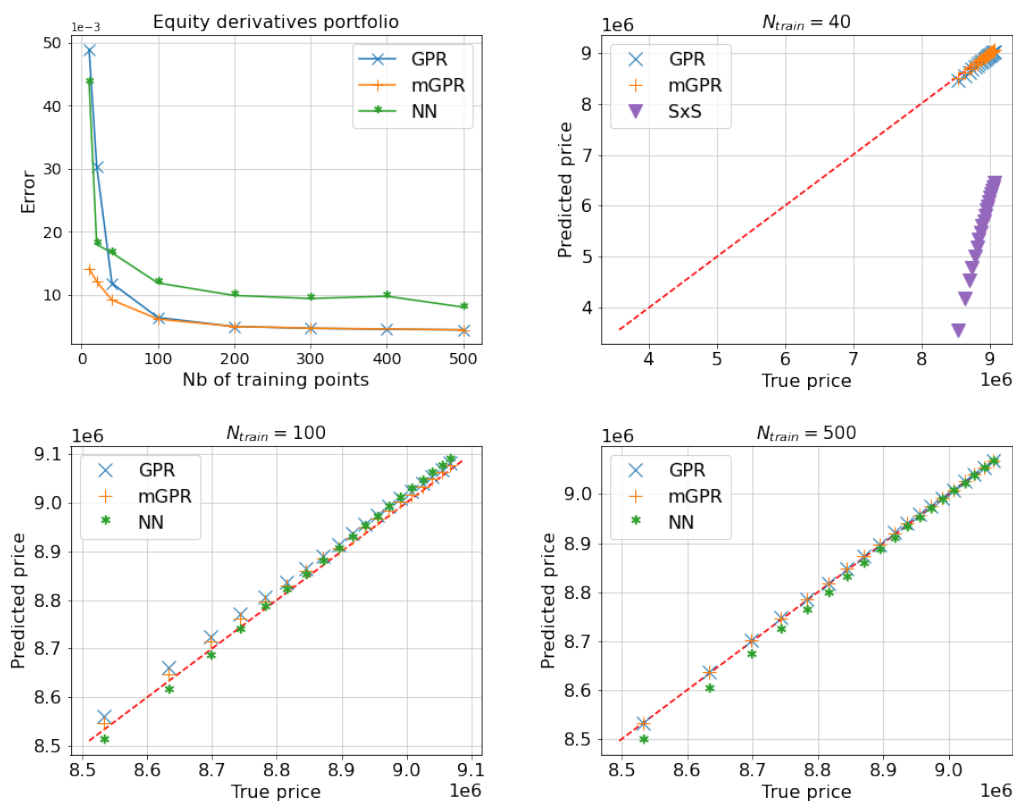 Equity derivatives portfolio
1e−3
50
40
30
20
10
Error
0
100
200
300
400
500
Nb of training points
GPR
mGPR
NN
N_train = 40
1e6
9
8
7
6
5
4
Predicted price
4
5
6
7
8
9
1e6
True price
GPR
mGPR
SxS
N_train = 100
1e6
9.1
9.0
8.9
8.8
8.7
8.6
8.5
Predicted price
8.5
8.6
8.7
8.8
8.9
9.0
9.1
1e6
True price
GPR
mGPR
NN
N_train = 500
1e6
9.0
8.9
8.8
8.7
8.6
8.5
Predicted price
8.5
8.6
8.7
8.8
8.9
9.0
9.1
1e6
True price
GPR
mGPR
NN